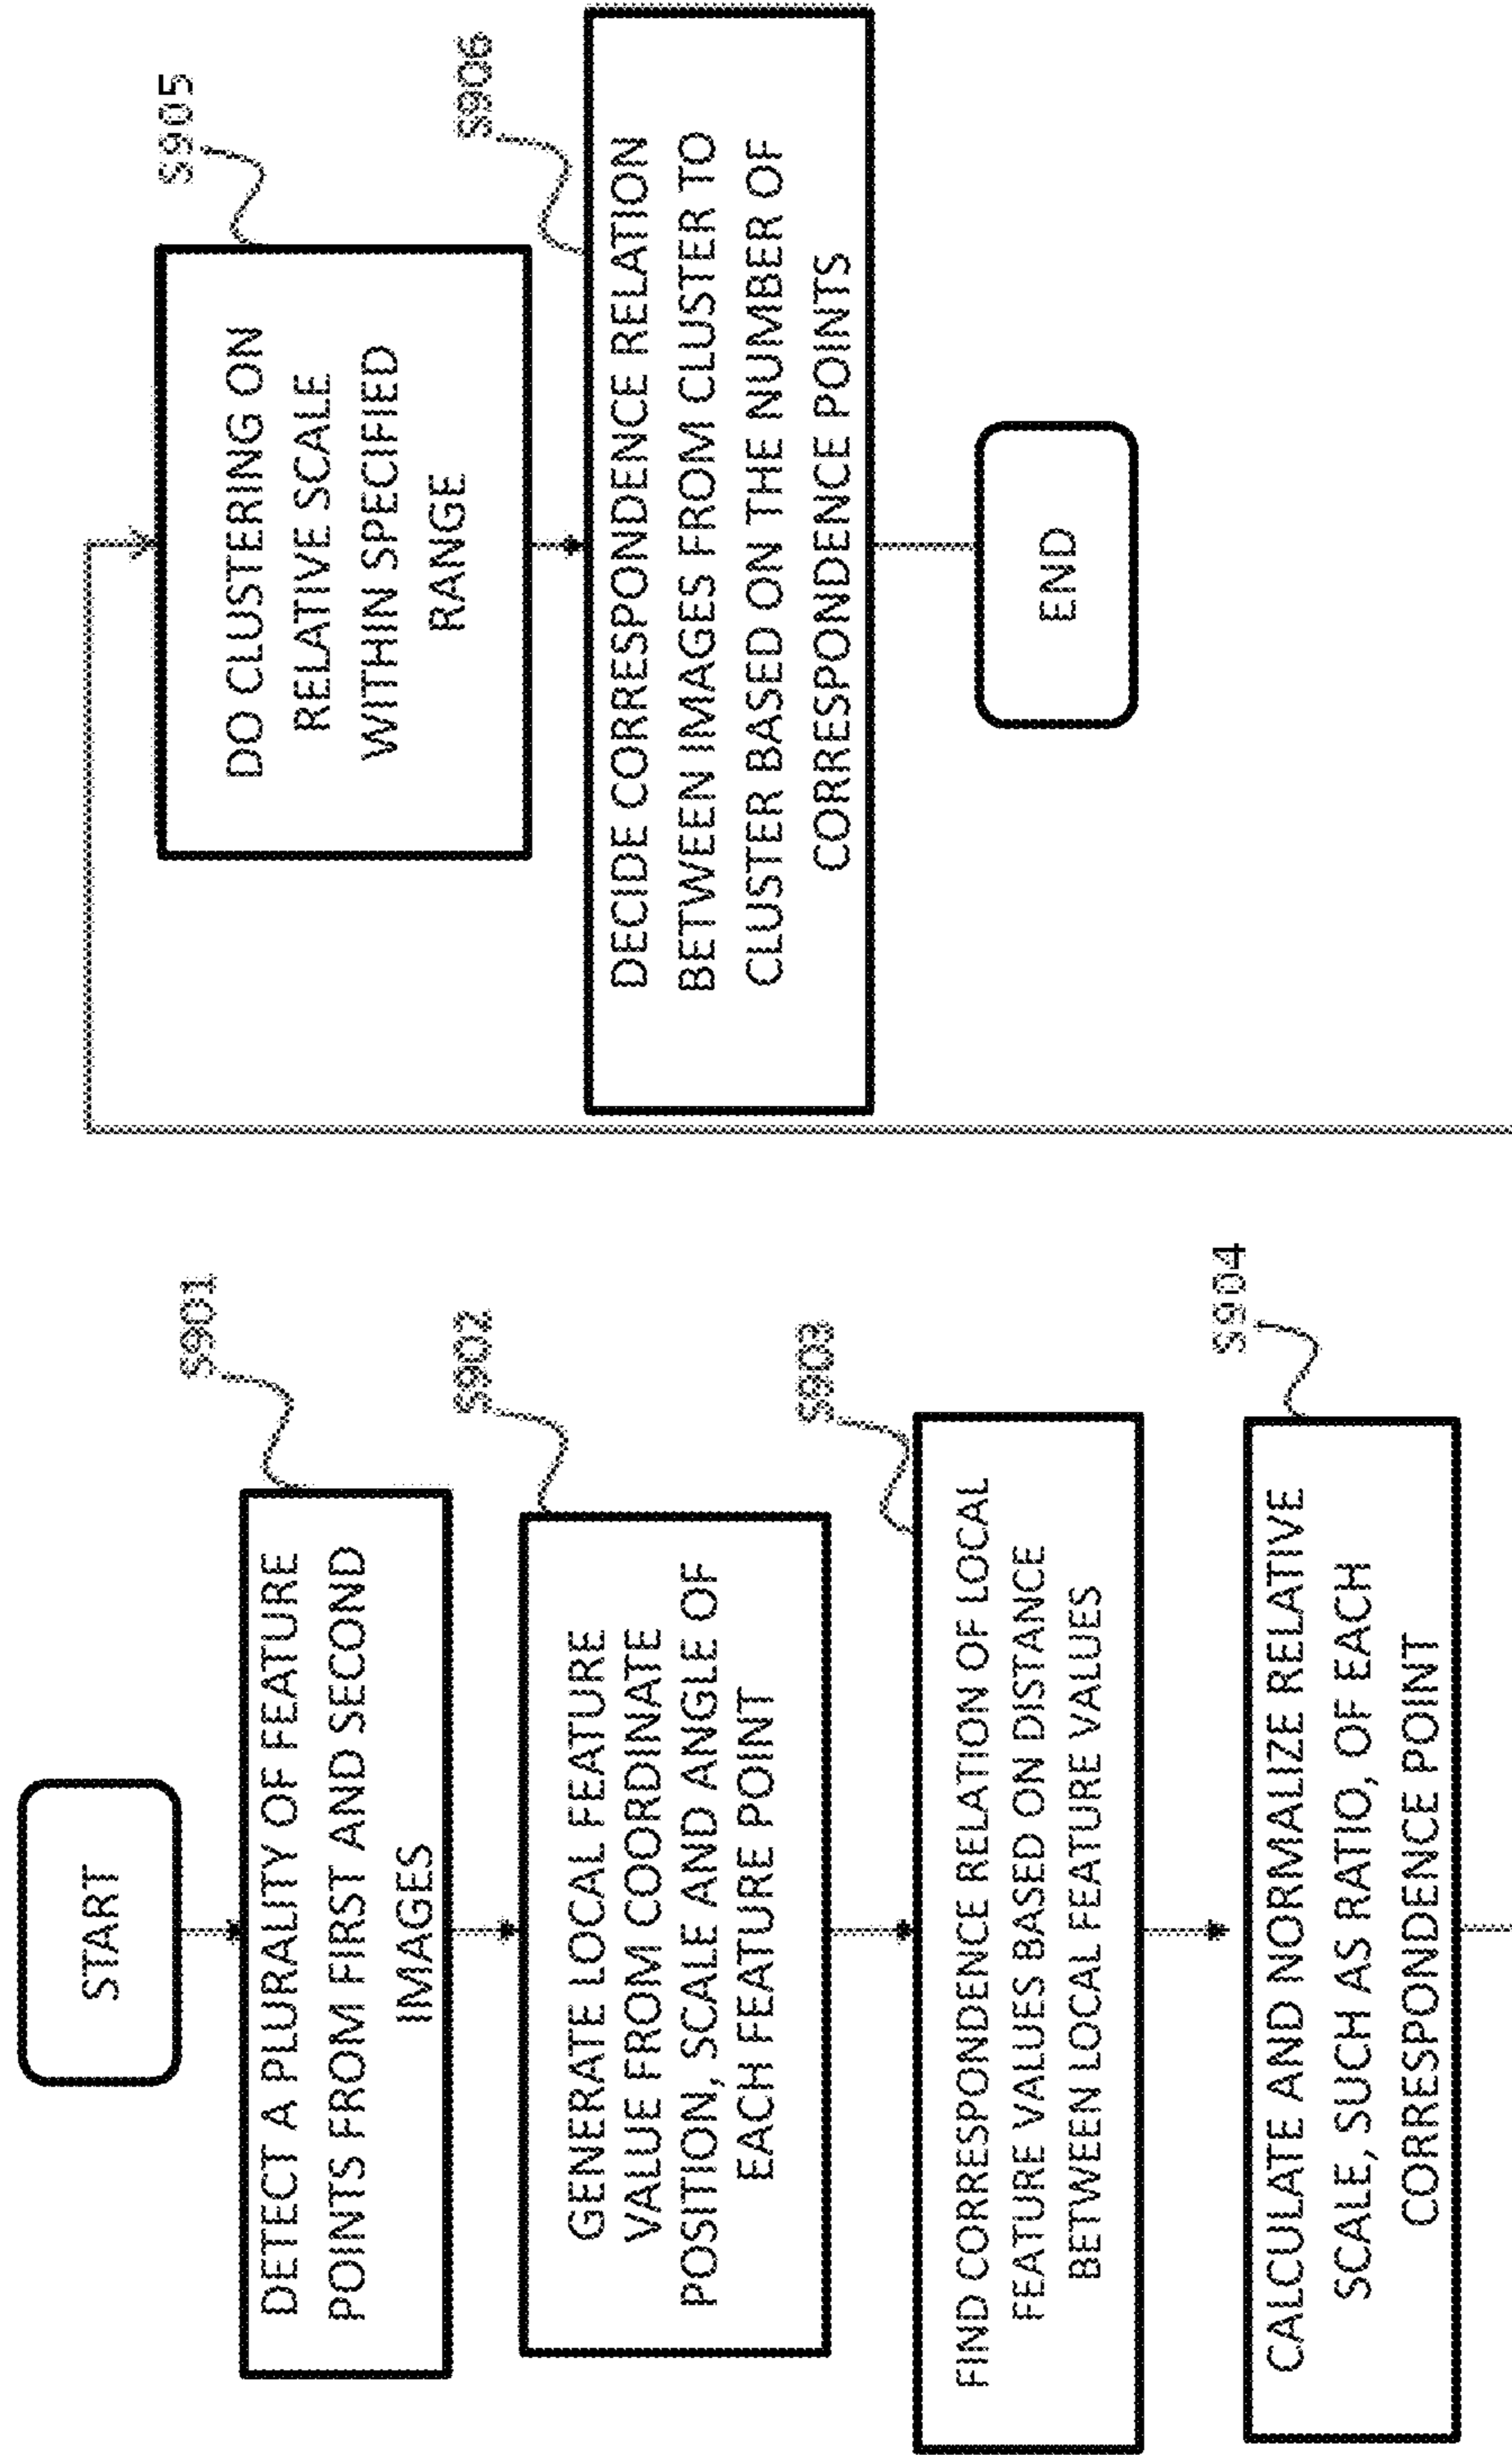 START
S901
DETECT A PLURALITY OF FEATURE
POINTS FROM FIRST AND SECOND
IMAGES
S902
GENERATE LOCAL FEATURE
VALUE FROM COORDINATE
POSITION, SCALE AND ANGLE OF
EACH FEATURE POINT
S903
FIND CORRESPONDENCE RELATION OF LOCAL
FEATURE VALUES BASED ON DISTANCE
BETWEEN LOCAL FEATURE VALUES
S904
CALCULATE AND NORMALIZE RELATIVE
SCALE, SUCH AS RATIO, OF EACH
CORRESPONDENCE POINT
S905
DO CLUSTERING ON
RELATIVE SCALE
WITHIN SPECIFIED
RANGE
S906
DECIDE CORRESPONDENCE RELATION
BETWEEN IMAGES FROM CLUSTER TO
CLUSTER BASED ON THE NUMBER OF
CORRESPONDENCE POINTS
END